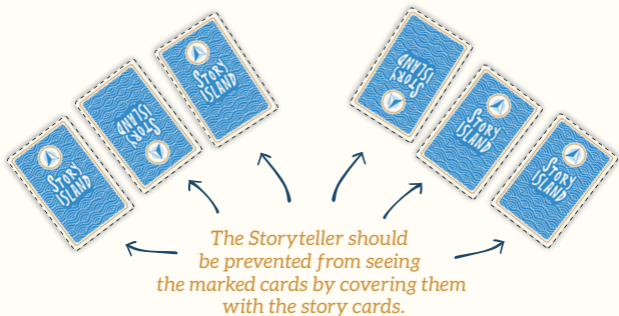 STORY
ISLAND
STORY
ISLAND
STORY
ISLAND
STORY
ISLAND
STORY
ISLAND
STORY
ISLAND
The Storyteller should
be prevented from seeing
the marked cards by covering them
with the story cards.